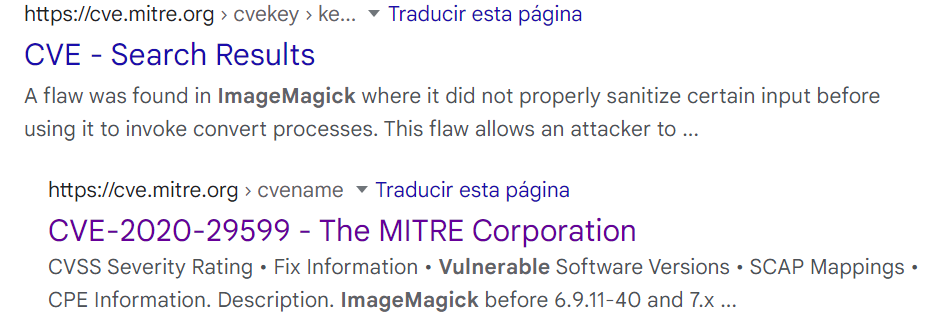 https://cve.mitre.org › cvekey › ke... Traducir esta página
CVE - Search Results
A flaw was found in ImageMagick where it did not properly sanitize certain input before
using it to invoke convert processes. This flaw allows an attacker to ...
https://cve.mitre.org › cvename Traducir esta página
CVE-2020-29599 - The MITRE Corporation
CVSS Severity Rating • Fix Information • Vulnerable Software Versions • SCAP Mappings •
CPE Information. Description. ImageMagick before 6.9.11-40 and 7.x ...